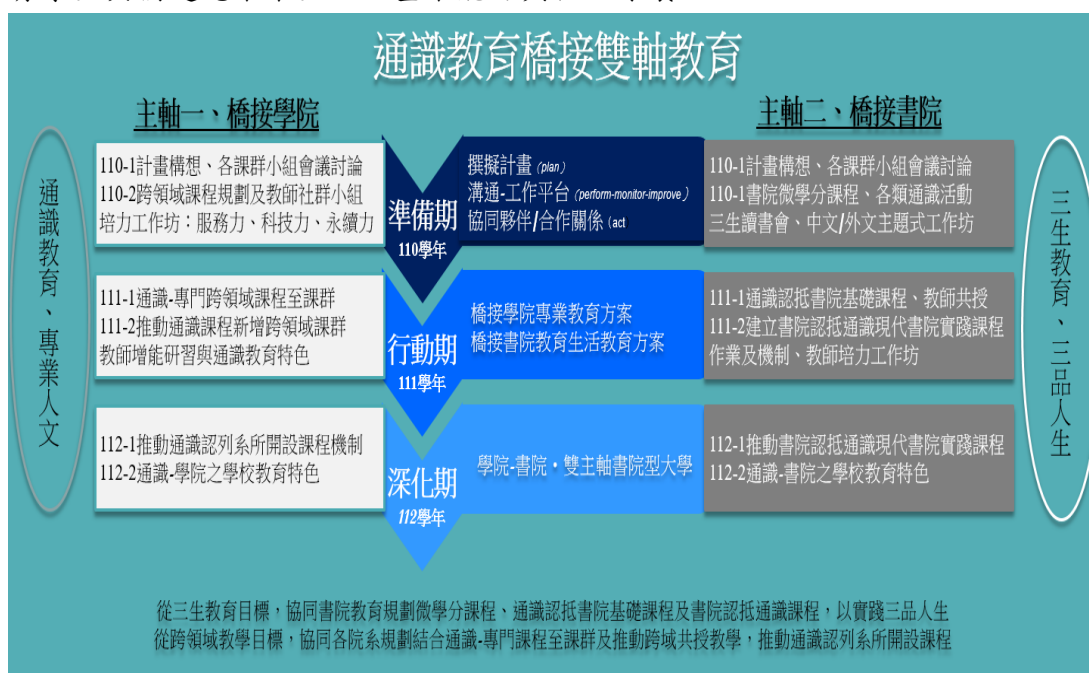 通識教育橋接雙軸教育
主軸一、橋接學院
主軸二、橋接書院
通識教育、專業人文
110-1計畫構想、各課群小組會議討論
110-2跨領域課程規劃及教師社群小組
培力工作坊：服務力、科技力、永續力
準備期
110學年
撰擬計畫（plan）
溝通-工作平台（perform-monitor-improve）
協同夥伴/合作關係（act
110-1計畫構想、各課群小組會議討論
110-1書院微學分課程、各類通識活動
三生讀書會、中文/外文主題式工作坊
三生教育、三品人生
111-1通識-專門跨領域課程至課群
111-2推動通識課程新增跨領域課群
教師增能研習與通識教育特色
行動期
111學年
橋接學院專業教育方案
橋接書院教育生活教育方案
111-1通識認抵書院基礎課程、教師共授
111-2建立書院認抵通識現代書院實踐課程
作業及機制、教師培力工作坊
112-1推動通識認列系所開設課程機制
112-2通識-學院之學校教育特色
深化期
112學年
學院-書院・雙主軸書院型大學
112-1推動書院認抵通識現代書院實踐課程
112-2通識-書院之學校教育特色
從三生教育目標，協同書院教育規劃微學分課程、通識認抵書院基礎課程及書院認抵通識課程，以實踐三品人生
從跨領域教學目標，協同各院系規劃結合通識-專門課程至課群及推動跨域共授教學，推動通識認列系所開設課程